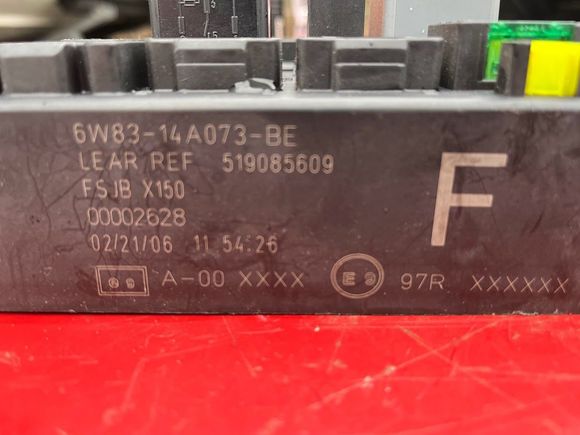 6W83-14A073-BE
LEAR REF 519085609
FSJB X150
00002628
02/21/06 11 54:26
F
A-00 XXXX E9 97R XXXXXX